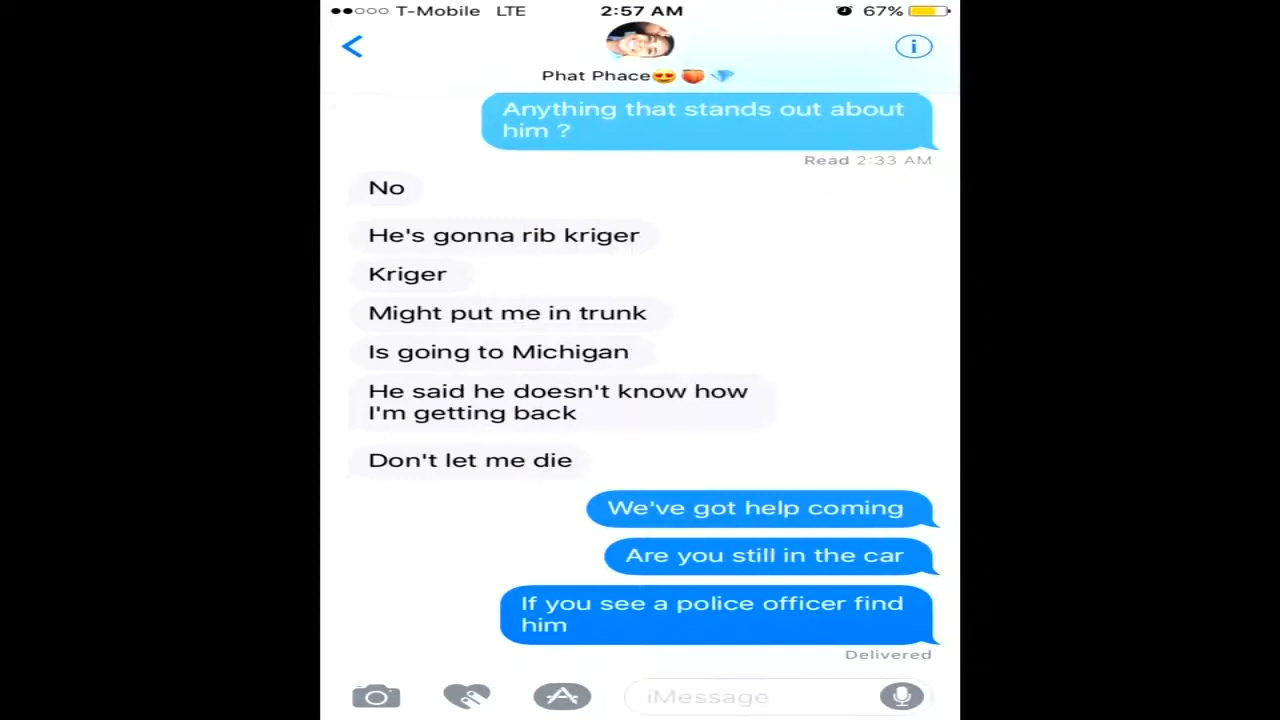 T-Mobile LTE 2:57 AM 67%
Phat Phace😍🍑💎
Anything that stands out about
him ?
Read 2:33 AM
No
He's gonna rib kriger
Kriger
Might put me in trunk
Is going to Michigan
He said he doesn't know how
I'm getting back
Don't let me die
We've got help coming
Are you still in the car
If you see a police officer find
him
Delivered
iMessage